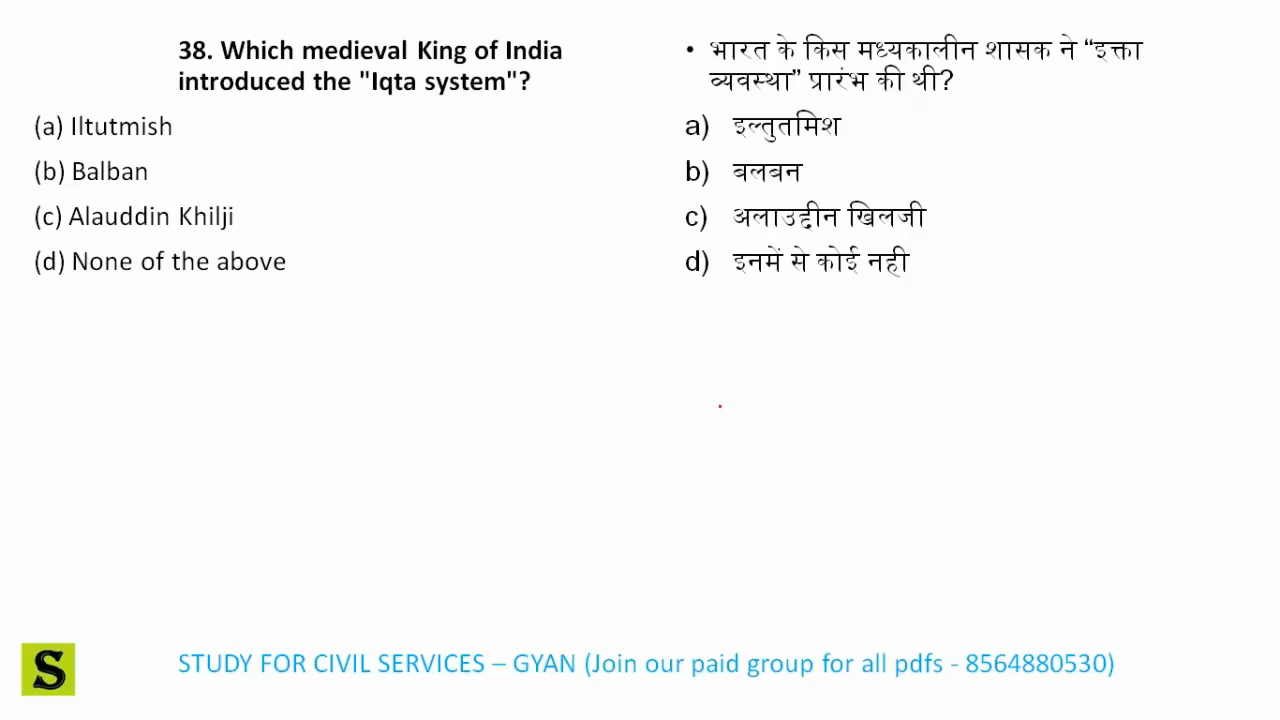 38. Which medieval King of India
introduced the "Iqta system"?
(a) Iltutmish
(b) Balban
(c) Alauddin Khilji
(d) None of the above
• भारत के किस मध्यकालीन शासक ने “इक्ता
व्यवस्था” प्रारंभ की थी?
a) इल्तुतमिश
b) बलबन
c) अलाउद्दीन खिलजी
d) इनमें से कोई नही
S STUDY FOR CIVIL SERVICES – GYAN (Join our paid group for all pdfs - 8564880530)